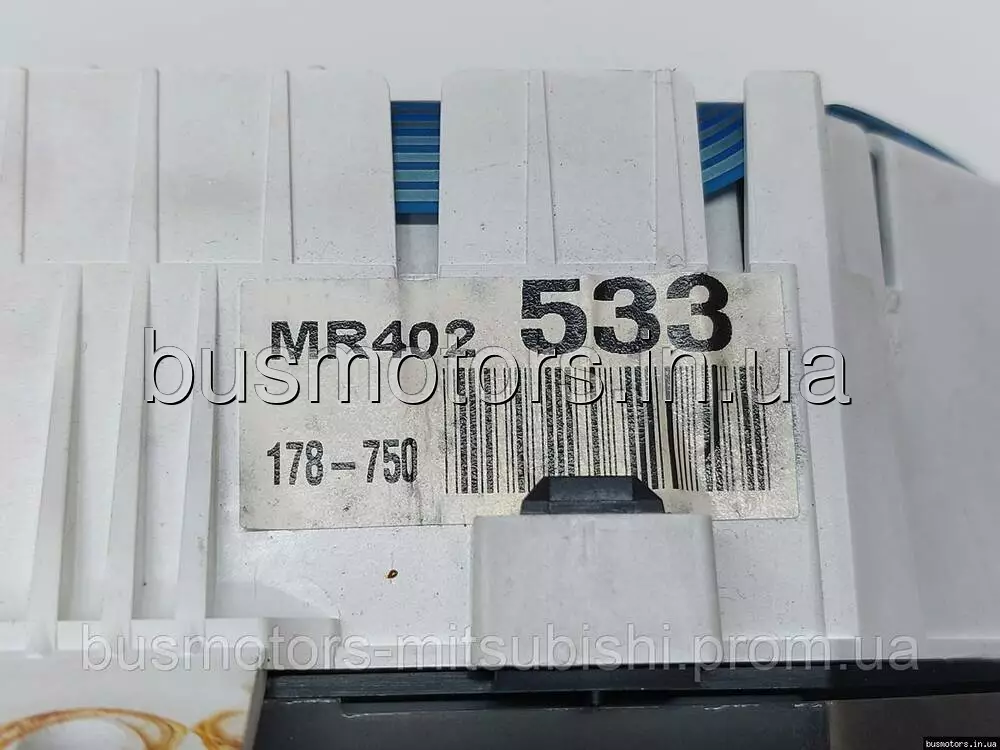 MR402 533
busmotors.in.ua
178-750
busmotors-mitsubishi.prom.ua
busmotors.in.ua